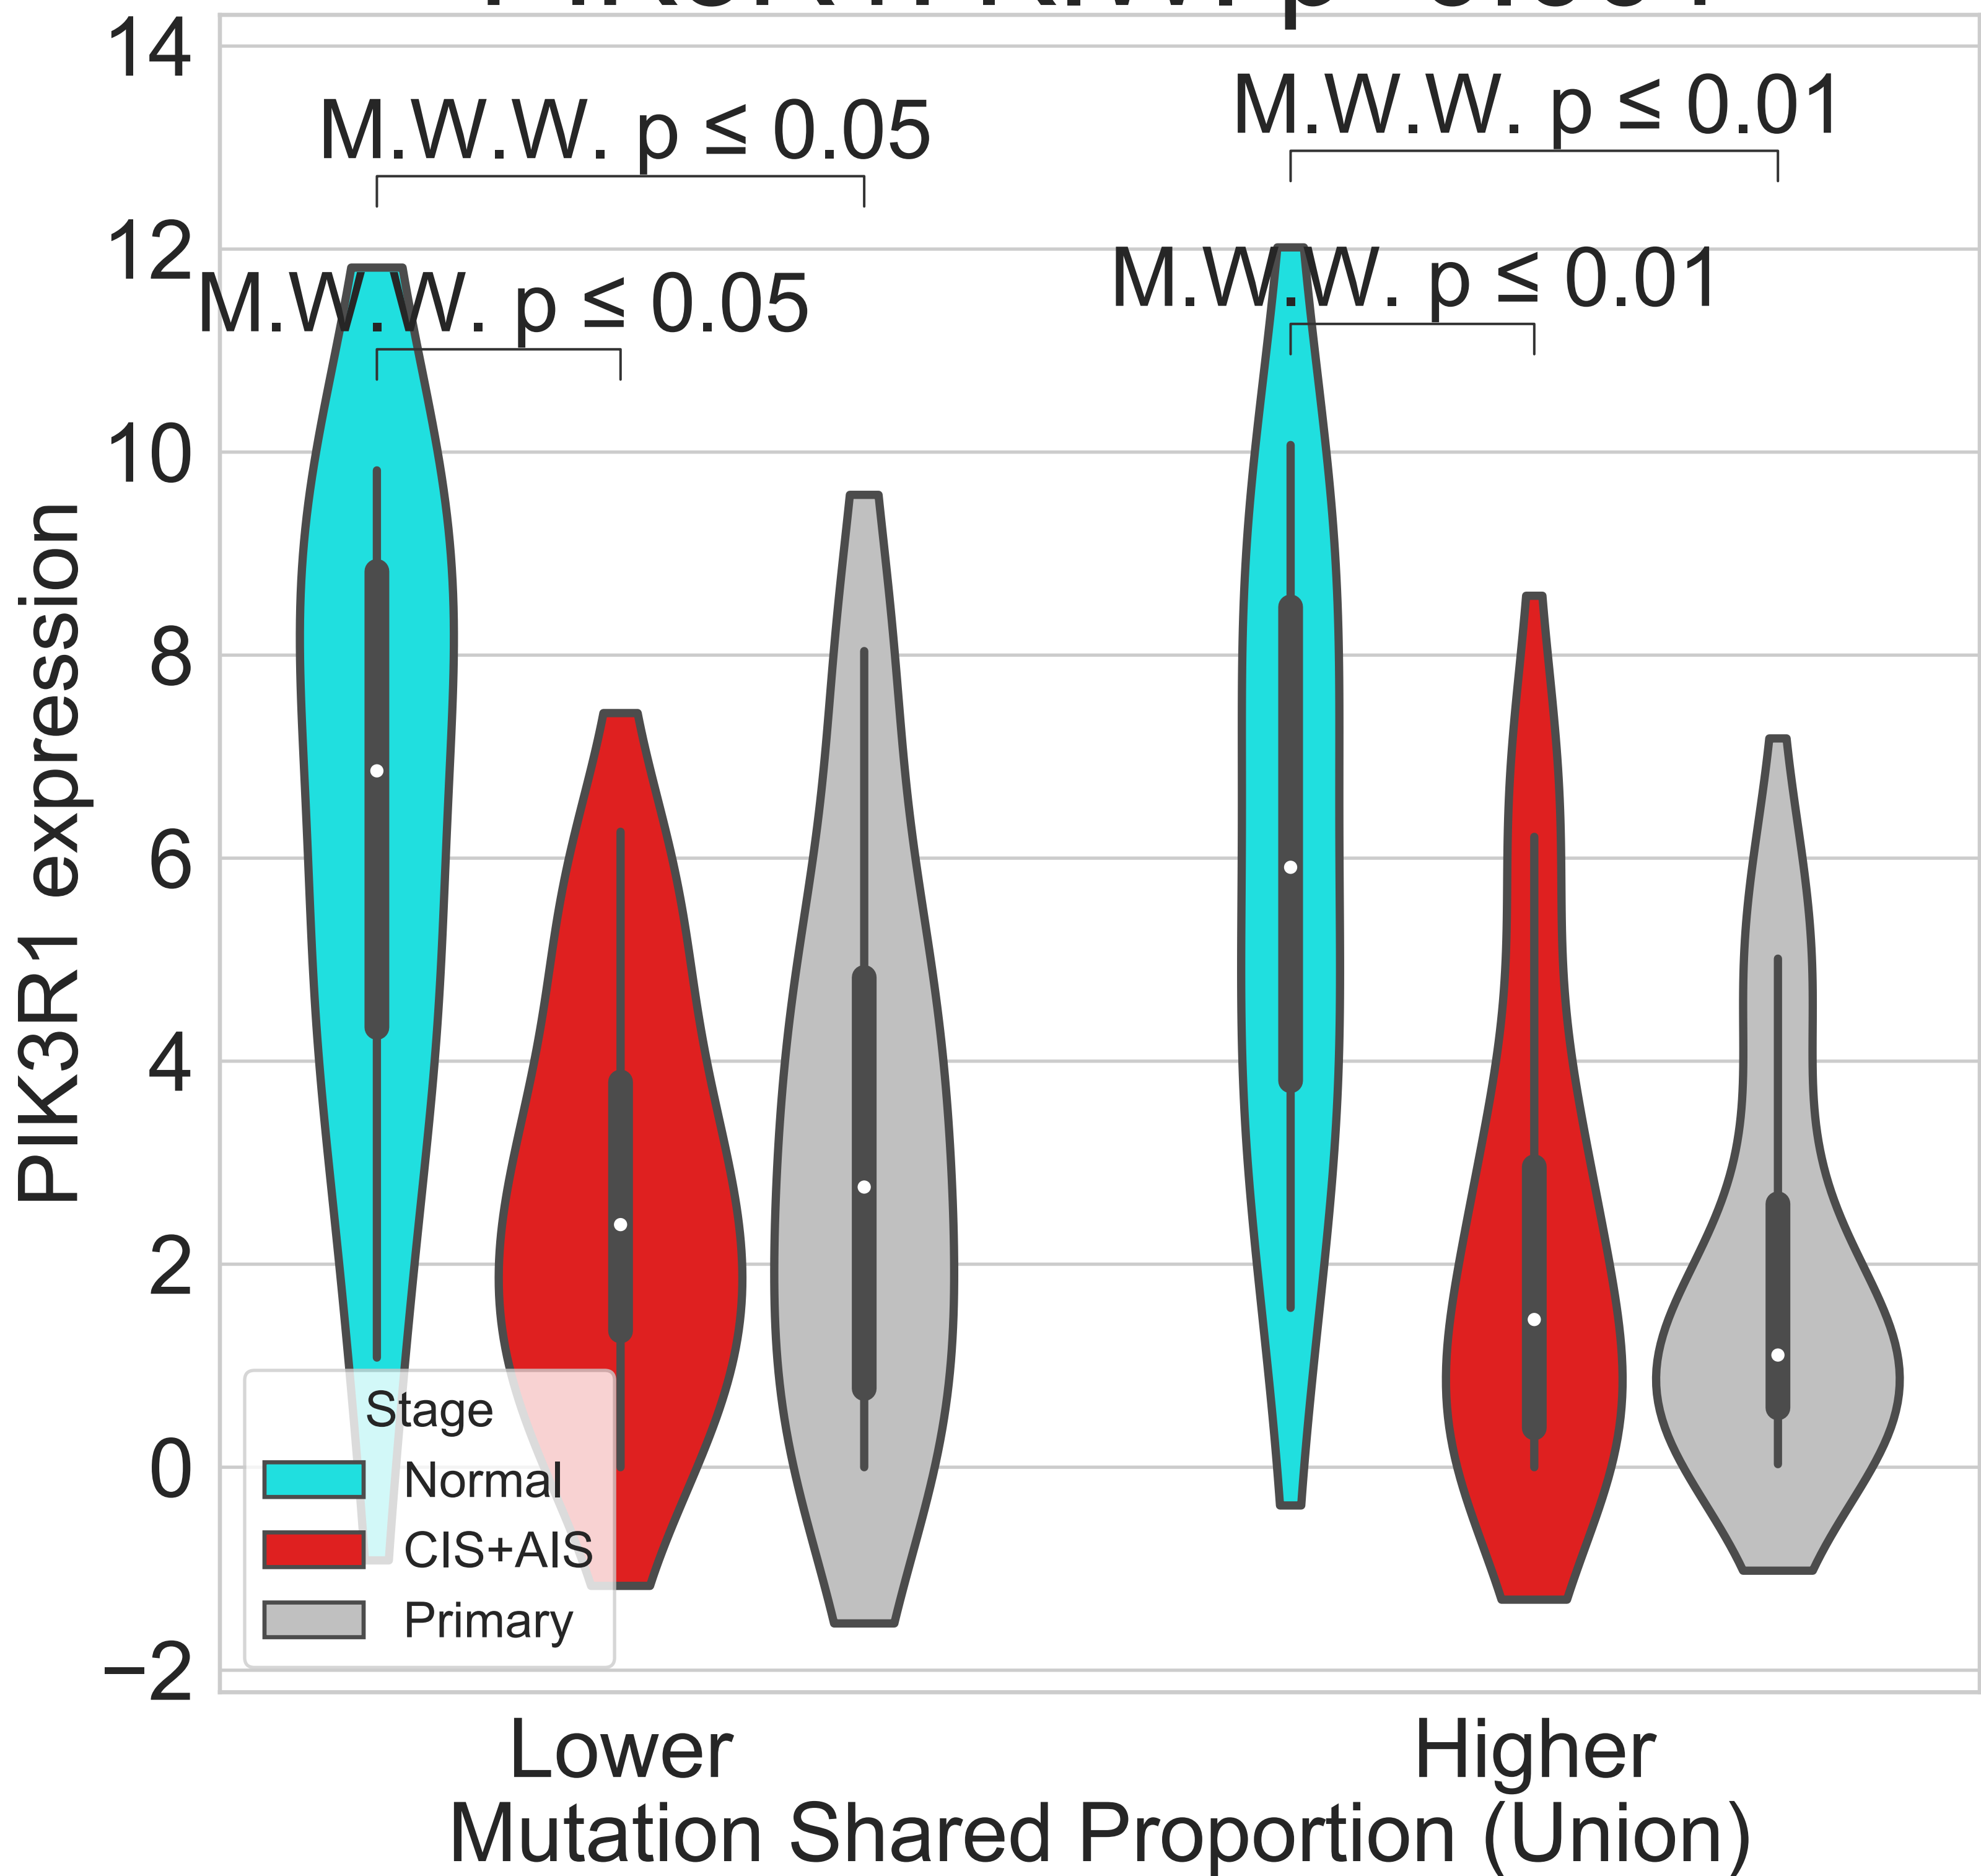 14
M.W.W. p ≤ 0.05
M.W.W. p ≤ 0.01
12
M.W.W. p ≤ 0.05
M.W.W. p ≤ 0.01
10
8
6
4
2
0
−2
PIK3R1 expression
Stage
Normal
CIS+AIS
Primary
Lower
Higher
Mutation Shared Proportion (Union)